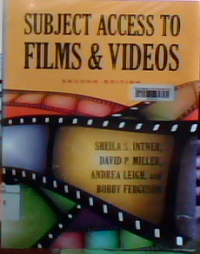 SUBJECT ACCESS TO
FILMS & VIDEOS
SECOND EDITION
SHEILA S. INTNER,
DAVID P. MILLER,
ANDREA LEIGH, and
BOBBY FERGUSON